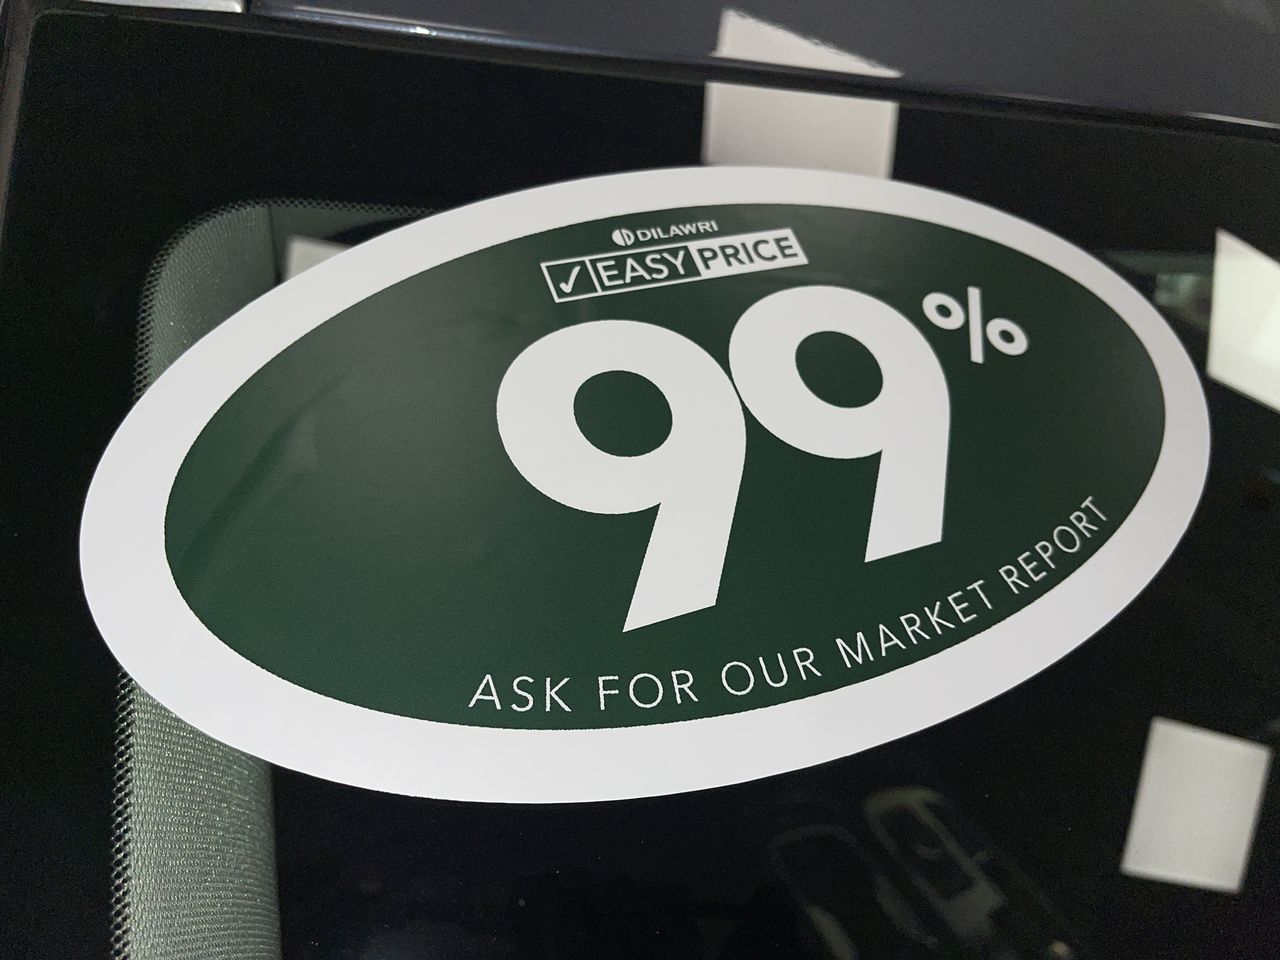 DILAWRI
✓ EASY PRICE
99%
ASK FOR OUR MARKET REPORT